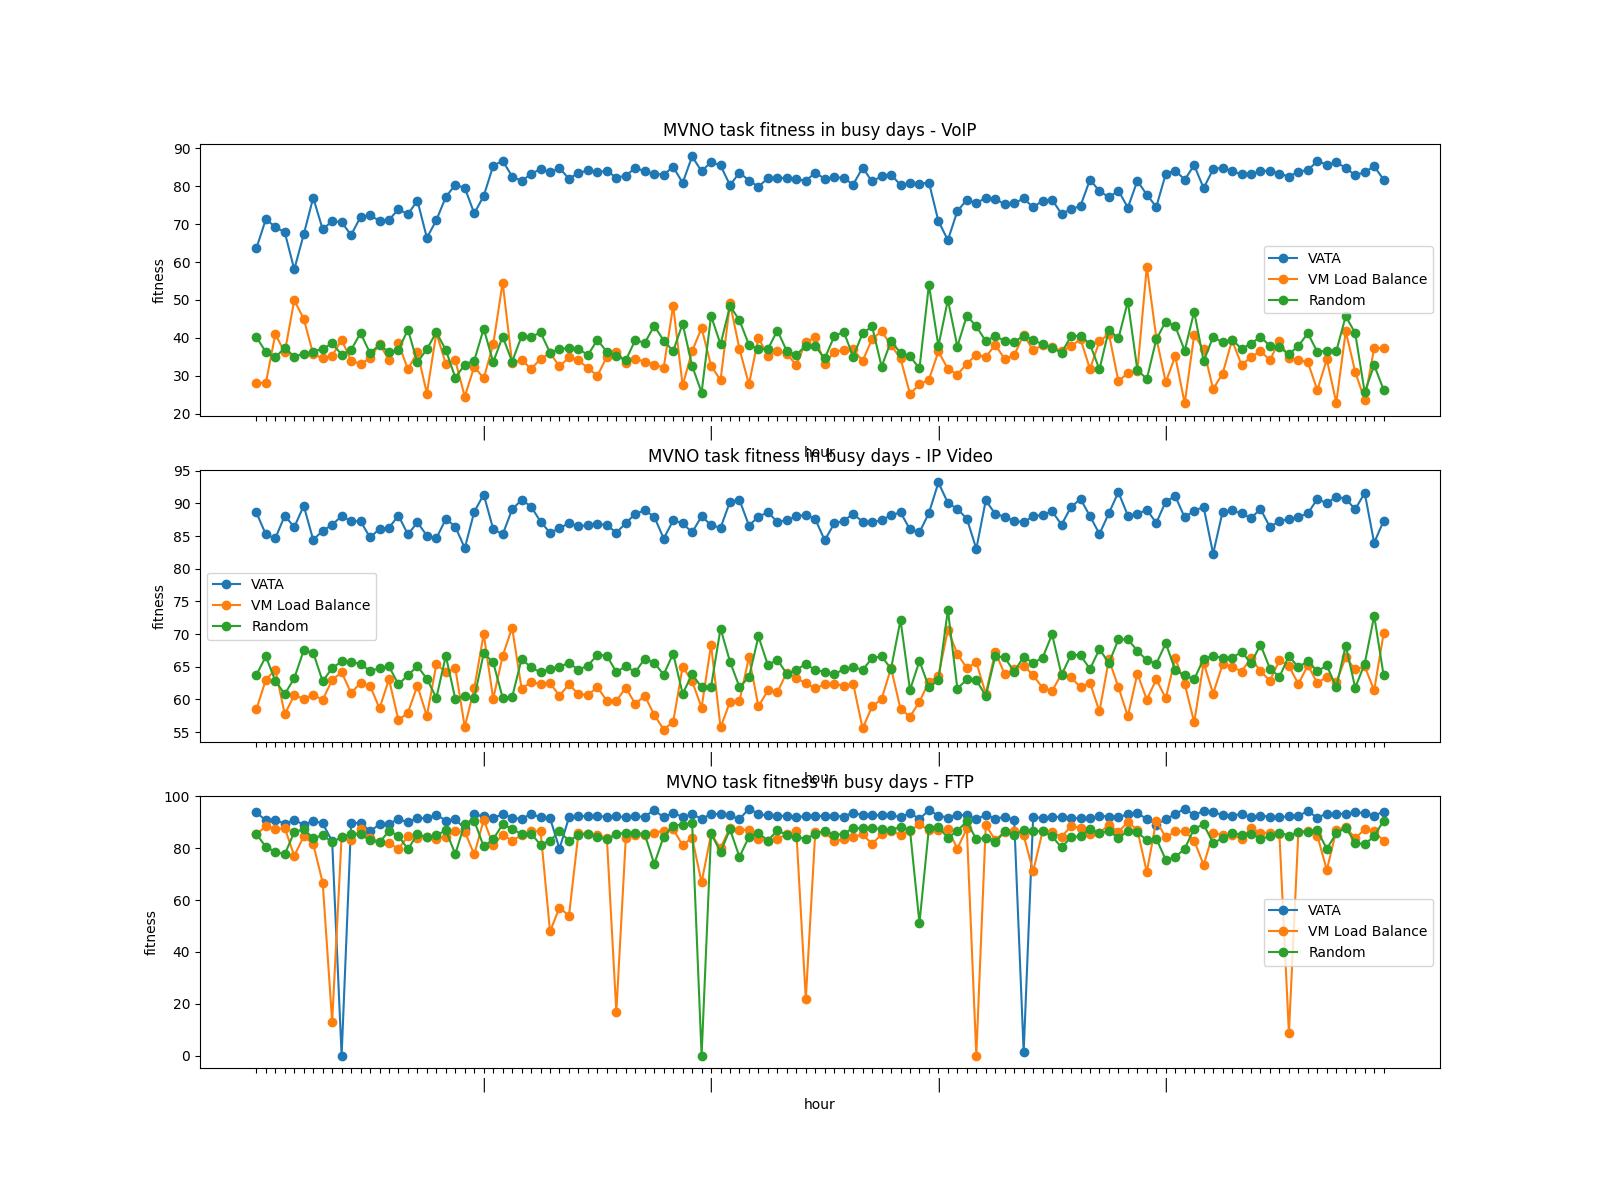 MVNO task fitness in busy days - VoIP
90
80
70
60
50
40
30
20
fitness
VATA
VM Load Balance
Random
|
|
|
|
hour
MVNO task fitness in busy days - IP Video
95
90
85
80
75
70
65
60
55
fitness
VATA
VM Load Balance
Random
|
|
|
|
hour
MVNO task fitness in busy days - FTP
100
80
60
40
20
0
fitness
VATA
VM Load Balance
Random
|
|
|
|
hour